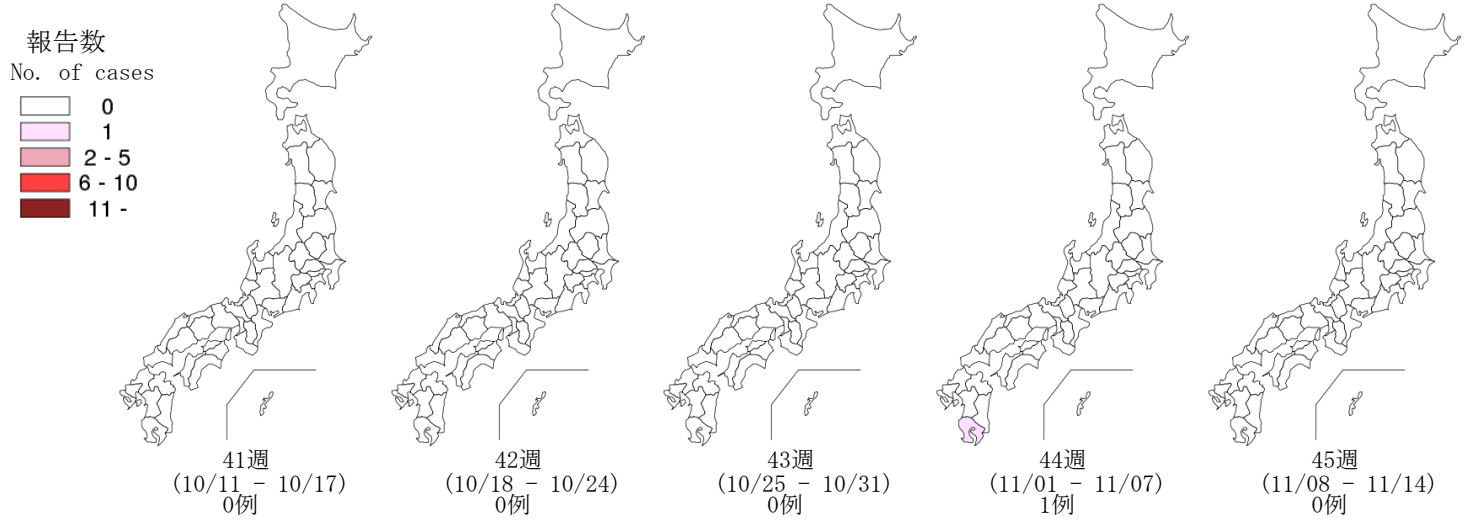 報告数
No. of cases
0
1
2 - 5
6 - 10
11 -
41週
(10/11 - 10/17)
0例
42週
(10/18 - 10/24)
0例
43週
(10/25 - 10/31)
0例
44週
(11/01 - 11/07)
1例
45週
(11/08 - 11/14)
0例